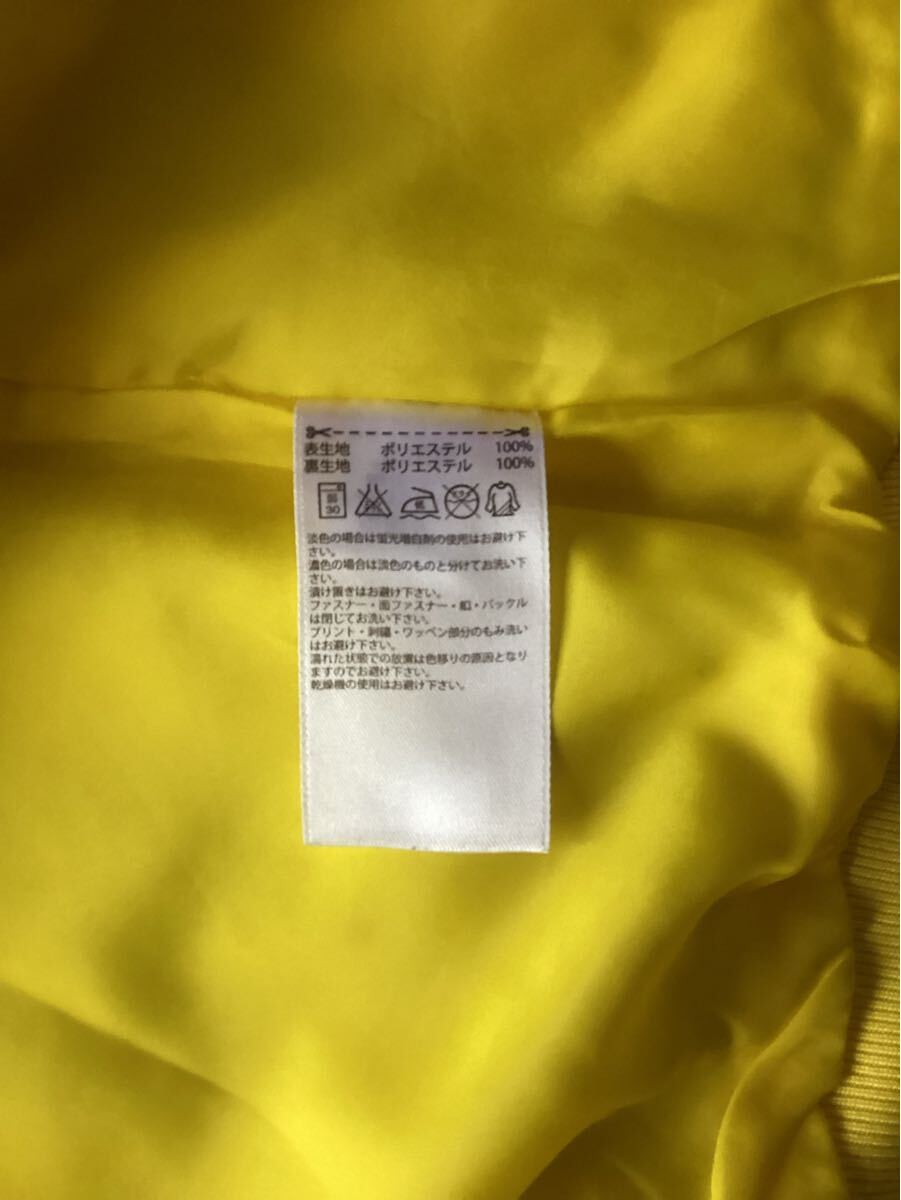 表生地 ポリエステル 100%
裏生地 ポリエステル 100%
弱
30
低
淡色の場合は蛍光増白剤の使用はお避け下
さい。
濃色の場合は淡色のものと分けてお洗い下
さい。
漬け置きはお避け下さい。
ファスナー・面ファスナー・釦・バックル
は閉じてお洗い下さい。
プリント・刺繍・ワッペン部分のもみ洗い
はお避け下さい。
濡れた状態での放置は色移りの原因となり
ますのでお避け下さい。
乾燥機の使用はお避け下さい。